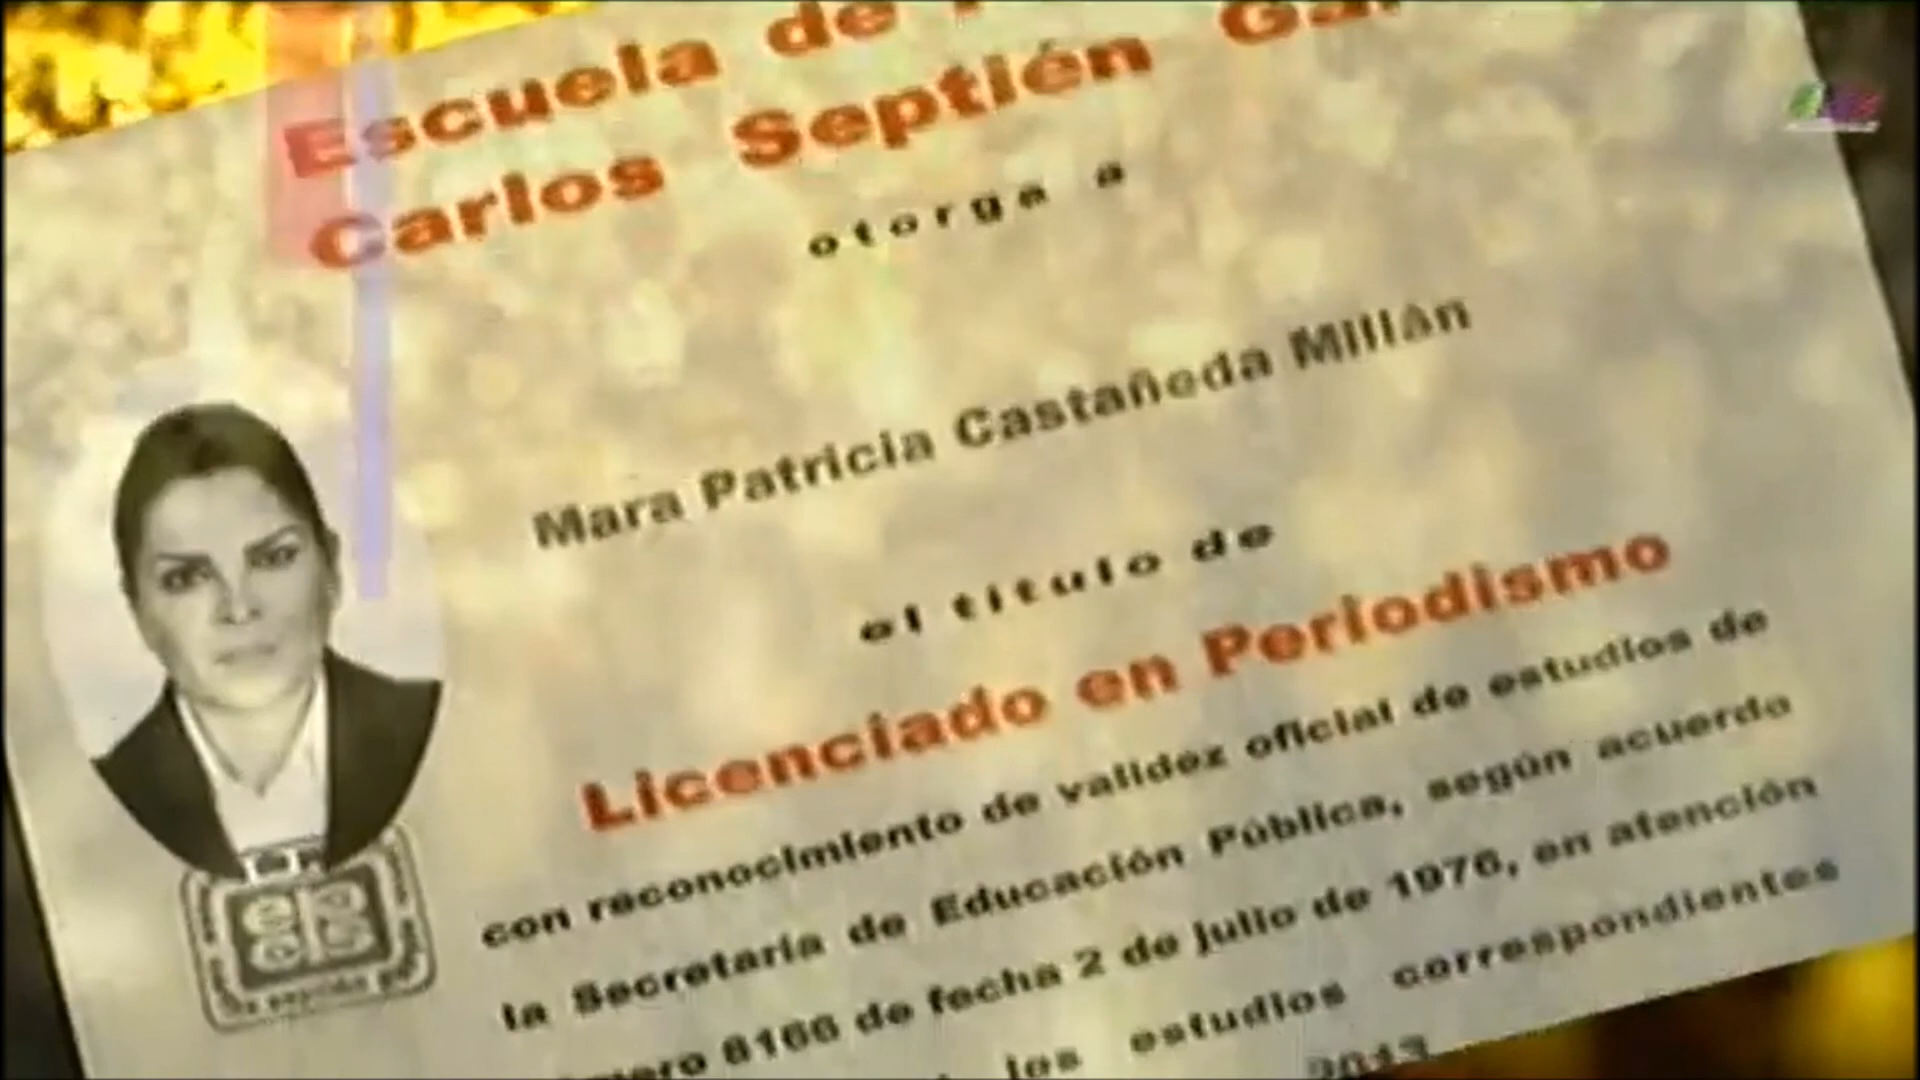 Escuela de
Carlos Septién
otorga a
Mara Patricia Castañeda Millán
el título de
Licenciado en Periodismo
con reconocimiento de validez oficial de estudios de
la Secretaría de Educación Pública, según acuerdo
8166 de fecha 2 de julio de 1976, en atención
los estudios correspondientes
2013